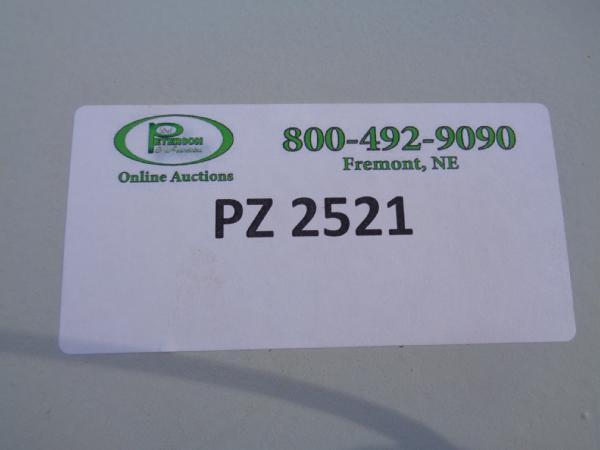 PETERSON
Online Auctions
800-492-9090
Fremont, NE
PZ 2521